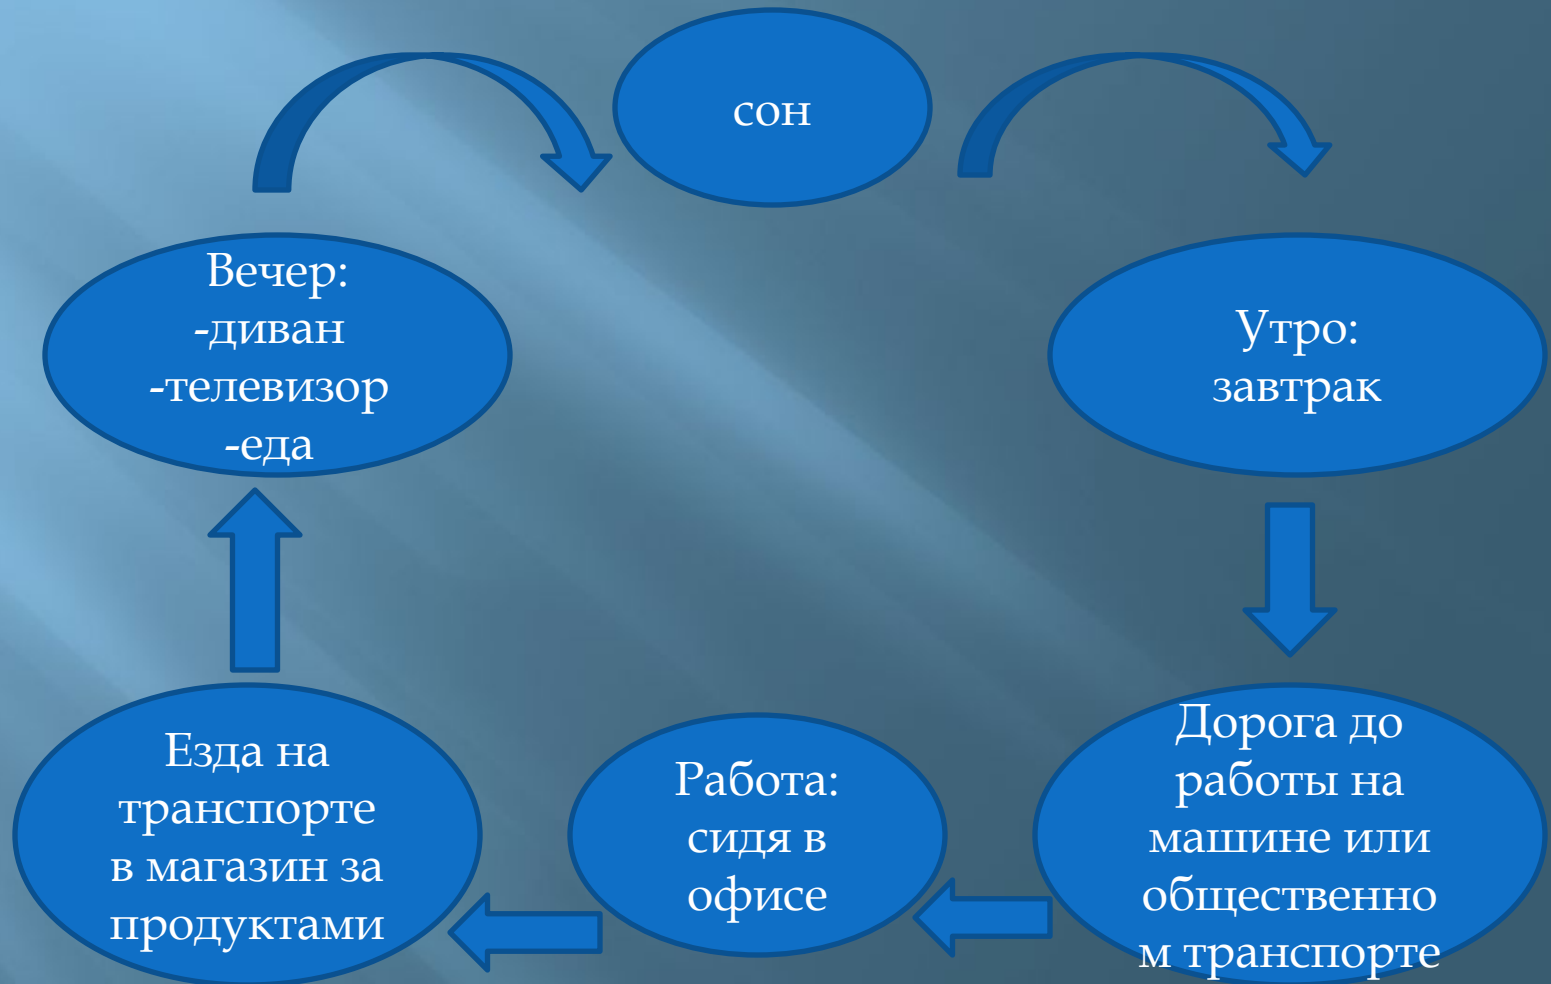 сон
Вечер:
-диван
-телевизор
-еда
Утро:
завтрак
Езда на
транспорте
в магазин за
продуктами
Работа:
сидя в
офисе
Дорога до
работы на
машине или
общественно
м транспорте